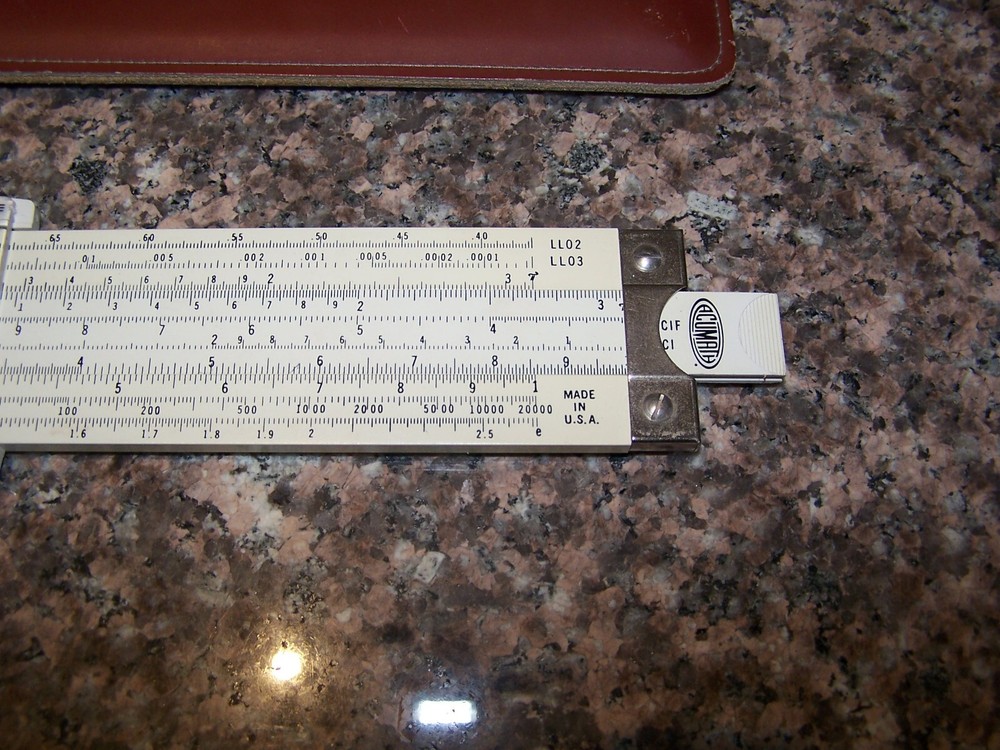 .65 .60 .55 .50 .45 .40 LL02
.01 .005 .002 .001 .0005 .0002 .0001 LL03
3 4 5 6 7 8 9 2 3 π
1 2 3 4 5 6 7 8 9 2 3
9 8 7 6 5 4 CIF
2 9 8 7 6 5 4 3 2 1 CI
4 5 6 7 8 9
5 6 7 8 9 1
100 200 500 1000 2000 5000 10000 20000
1.6 1.7 1.8 1.9 2 2.5 e
MADE
IN
U.S.A.
ACUMATH